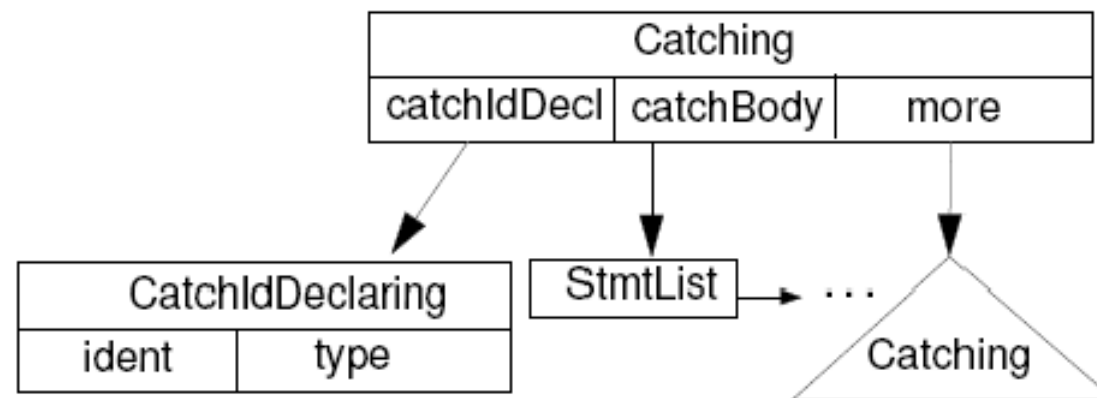 Catching
catchIdDecl catchBody more
CatchIdDeclaring
ident type
StmtList ...
Catching